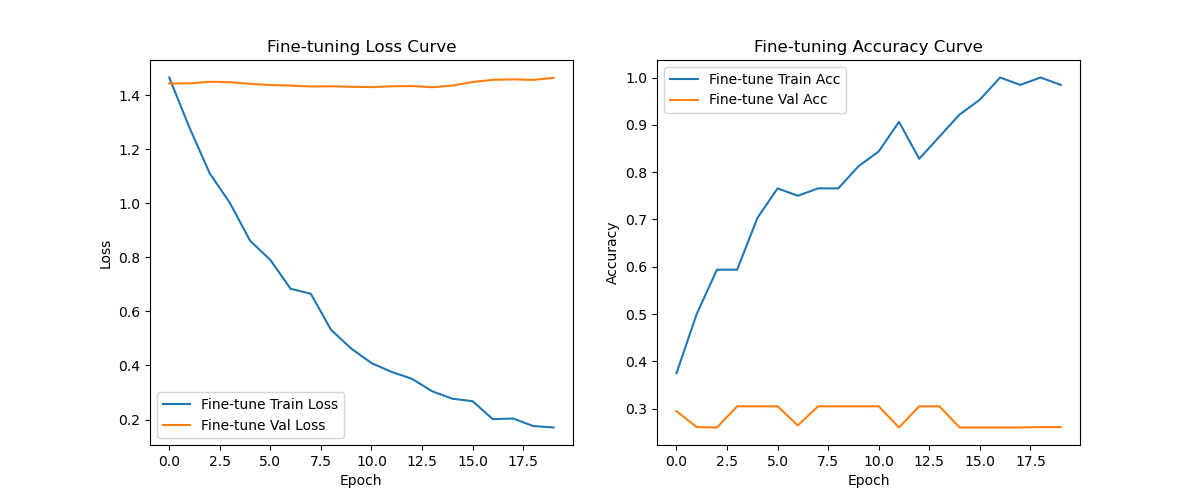 Fine-tuning Loss Curve
1.4
1.2
1.0
0.8
0.6
0.4
0.2
Loss
Fine-tune Train Loss
Fine-tune Val Loss
0.0 2.5 5.0 7.5 10.0 12.5 15.0 17.5
Epoch
Fine-tuning Accuracy Curve
Fine-tune Train Acc
Fine-tune Val Acc
1.0
0.9
0.8
0.7
0.6
0.5
0.4
0.3
Accuracy
0.0 2.5 5.0 7.5 10.0 12.5 15.0 17.5
Epoch